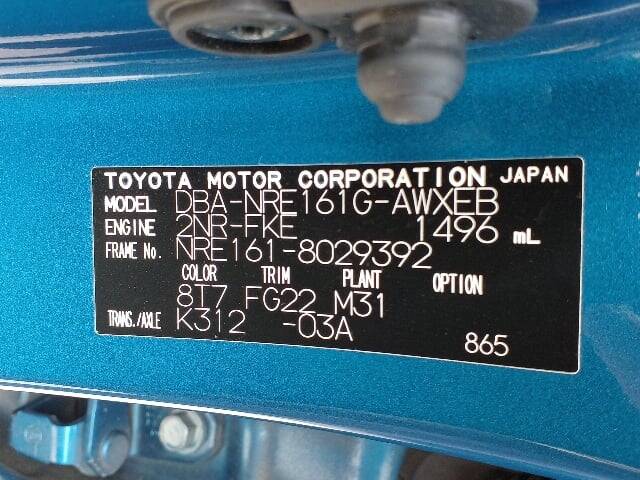 TOYOTA MOTOR CORPORATION JAPAN
MODEL DBA-NRE161G-AWXEB
ENGINE 2NR-FKE 1496 mL
FRAME No. NRE161-8029392
COLOR TRIM PLANT OPTION
8T7 FG22 M31
TRANS./AXLE K312 -03A
865